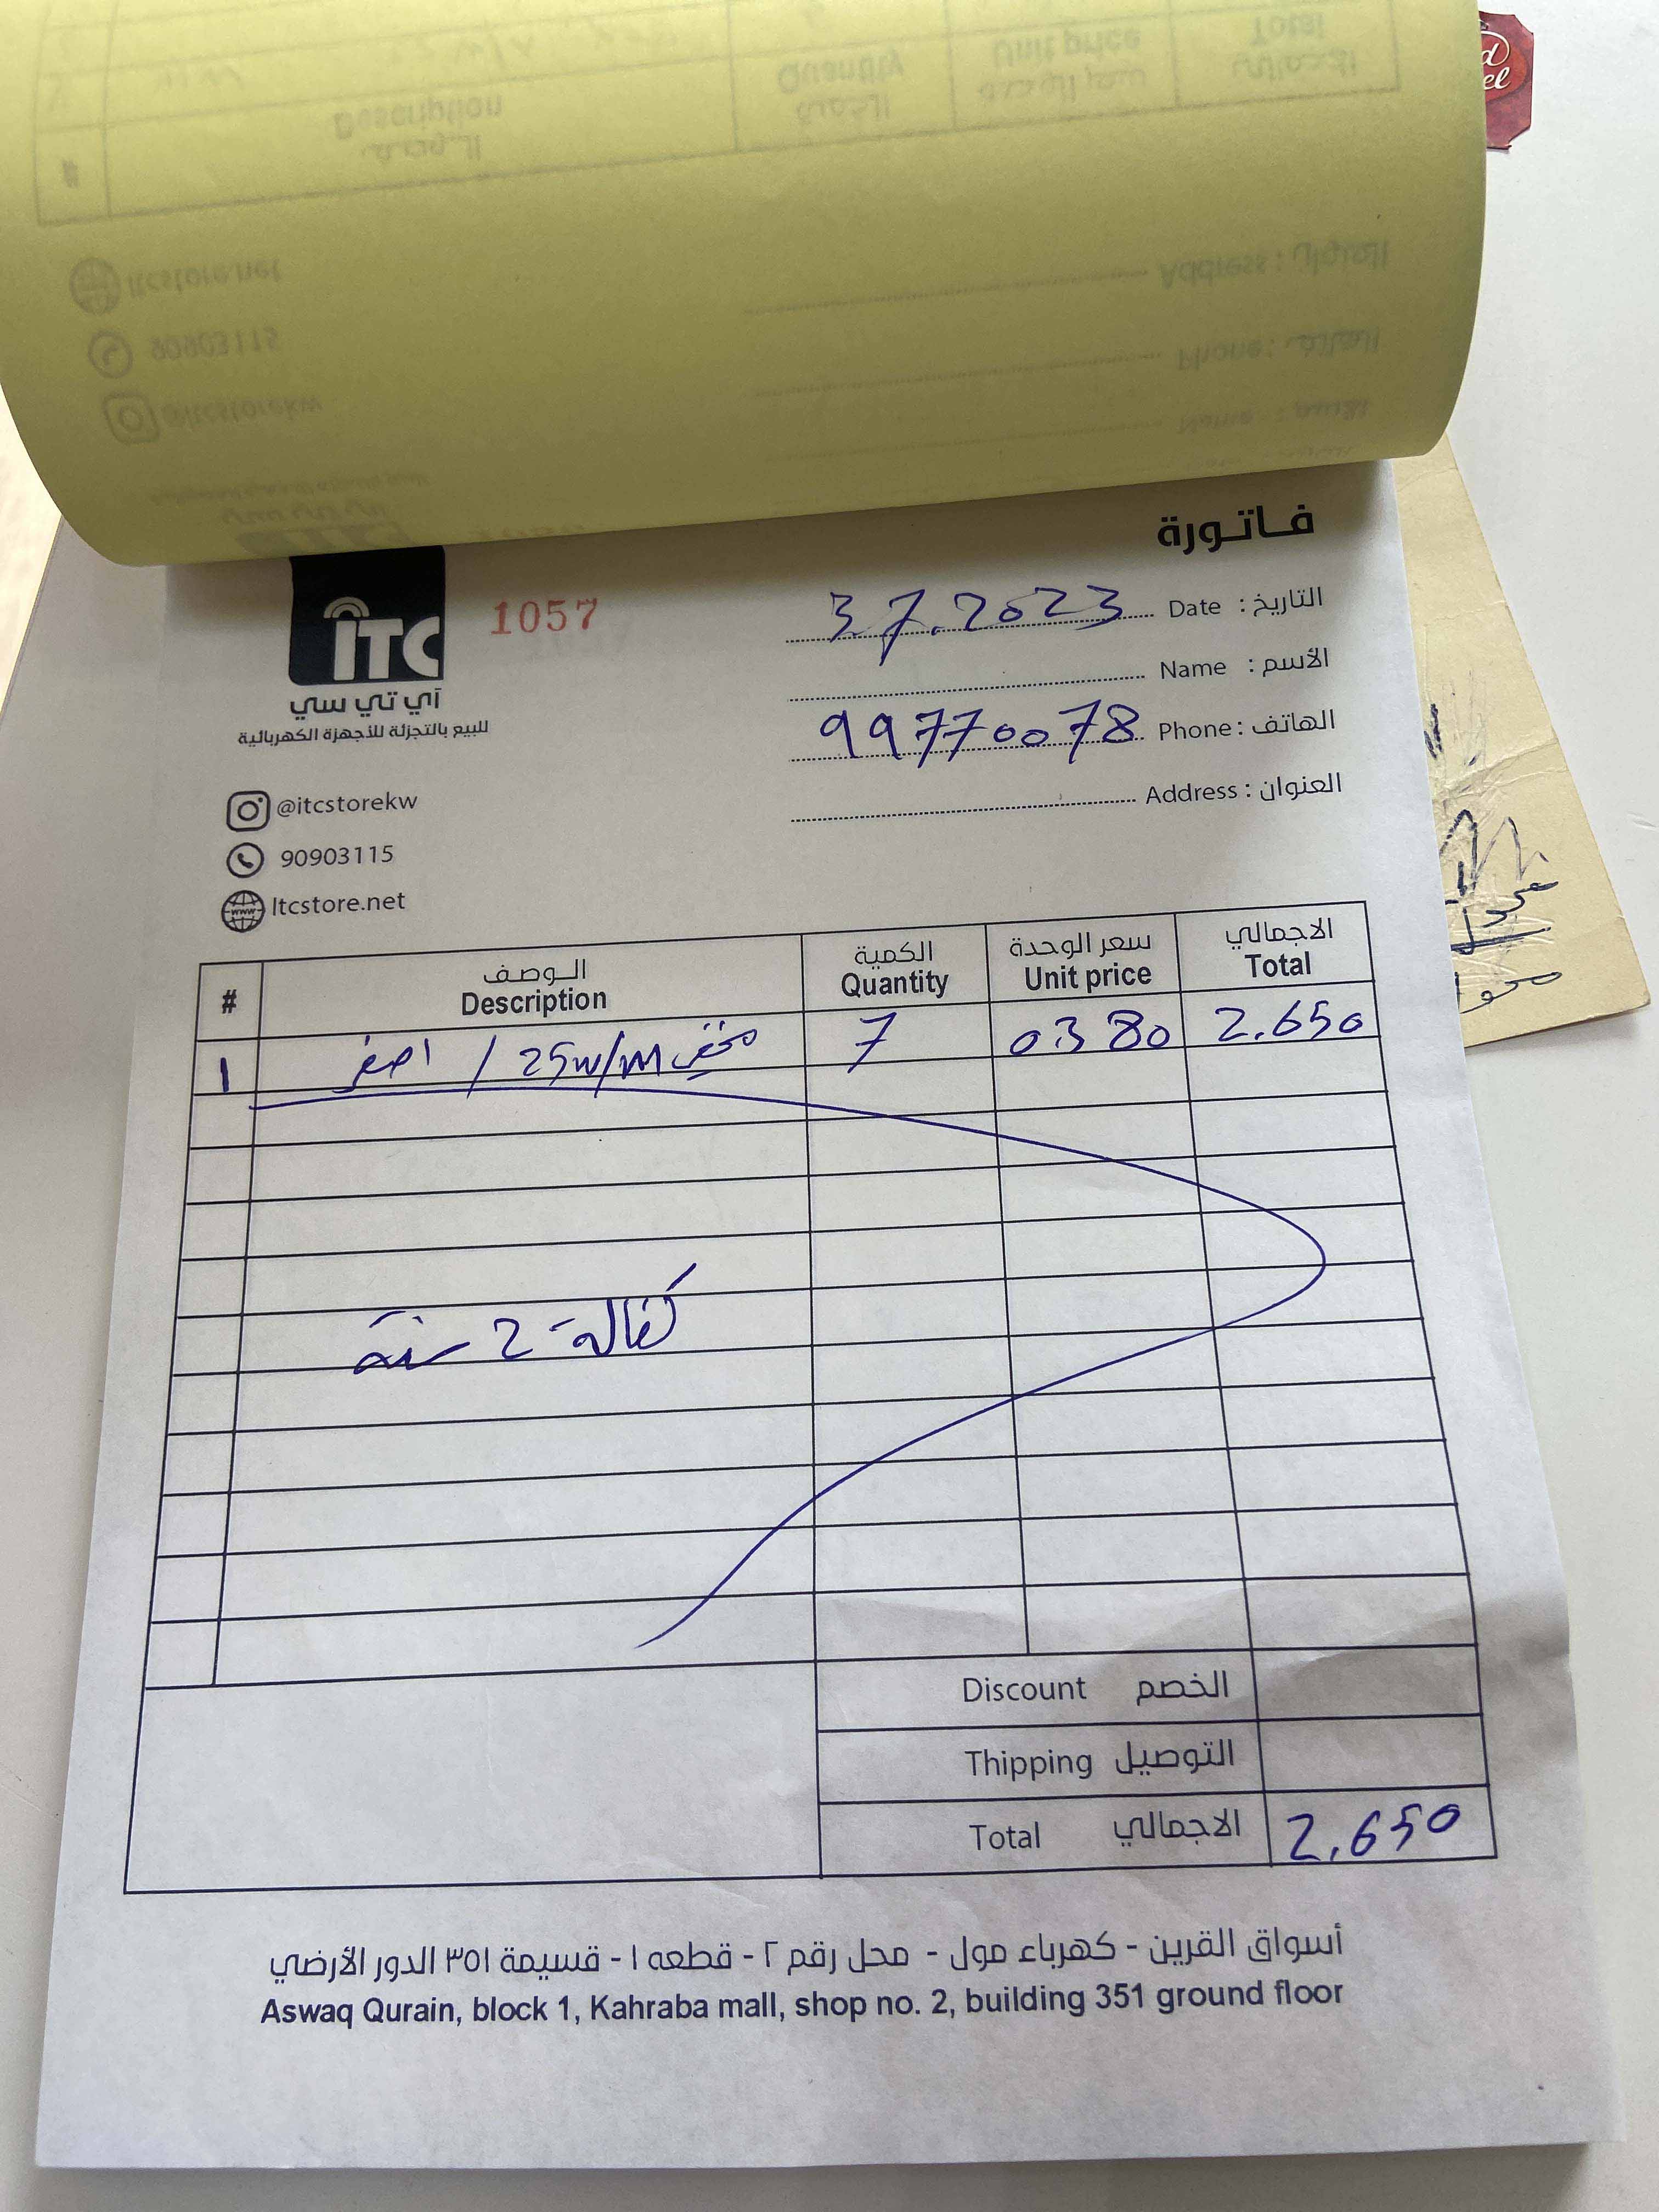 فاتورة
iTC
1057
آي تي سي
للبيع بالتجزئة للأجهزة الكهربائية
التاريخ : Date 3.7.2023
الأسم : Name
الهاتف : Phone 99770078
العنوان : Address
@itcstorekw
90903115
Itcstore.net
# الوصف Description الكمية Quantity سعر الوحدة Unit price الاجمالي Total
1 مخفي 25w/m / اصفر 7 0.380 2.650
كفالة 2 سنة
Discount الخصم
Thipping التوصيل
Total الاجمالي 2.650
أسواق القرين - كهرباء مول - محل رقم ٢ - قطعه ١ - قسيمة ٣٥١ الدور الأرضي
Aswaq Qurain, block 1, Kahraba mall, shop no. 2, building 351 ground floor